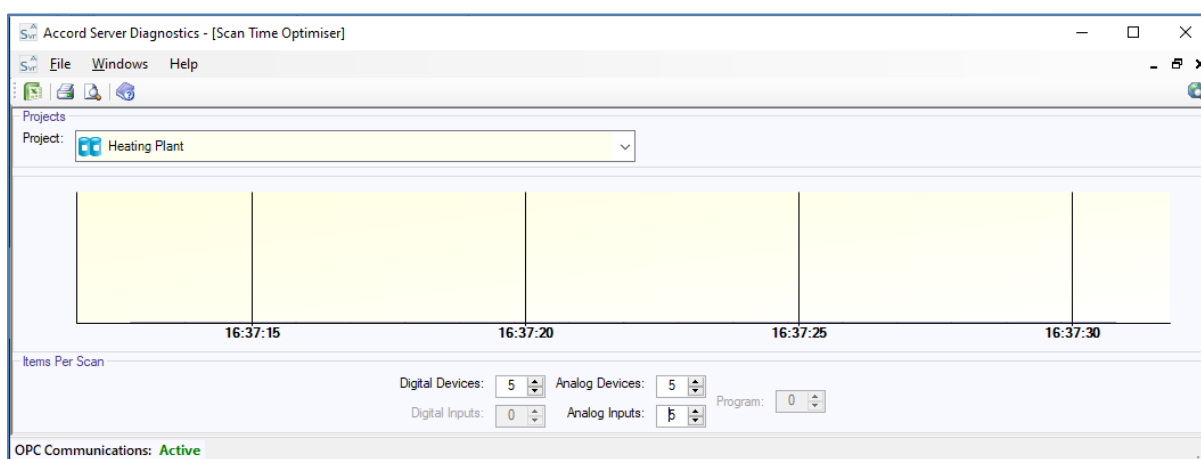 Accord Server Diagnostics - [Scan Time Optimiser]
File Windows Help
Projects
Project: Heating Plant
16:37:15 16:37:20 16:37:25 16:37:30
Items Per Scan
Digital Devices: 5 Analog Devices: 5
Digital Inputs: 0 Analog Inputs: 5 Program: 0
OPC Communications: Active